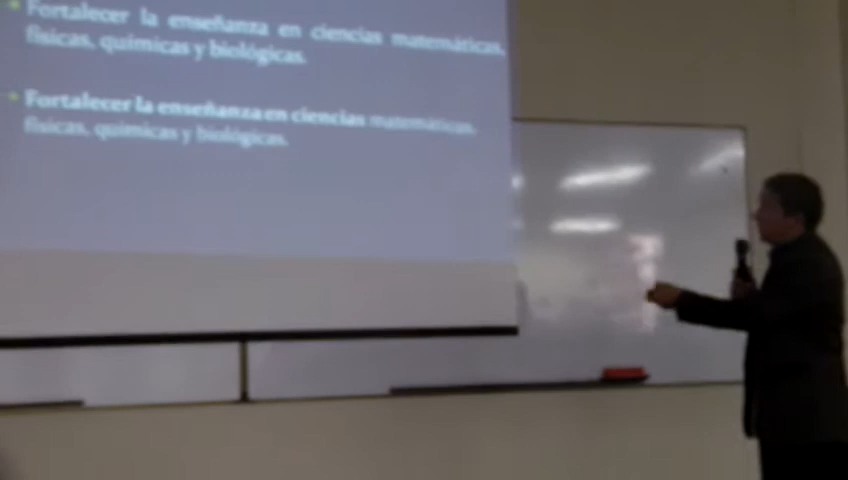 Fortalecer la enseñanza en ciencias matemáticas,
físicas, químicas y biológicas.
Fortalecer la enseñanza en ciencias matemáticas,
físicas, químicas y biológicas.